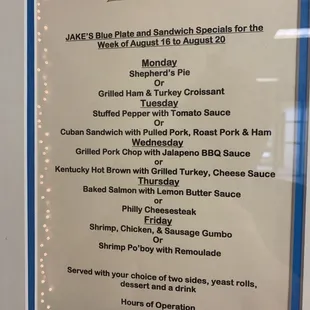 JAKE'S Blue Plate and Sandwich Specials for the
Week of August 16 to August 20
Monday
Shepherd's Pie
Or
Grilled Ham & Turkey Croissant
Tuesday
Stuffed Pepper with Tomato Sauce
Or
Cuban Sandwich with Pulled Pork, Roast Pork & Ham
Wednesday
Grilled Pork Chop with Jalapeno BBQ Sauce
or
Kentucky Hot Brown with Grilled Turkey, Cheese Sauce
Thursday
Baked Salmon with Lemon Butter Sauce
or
Philly Cheesesteak
Friday
Shrimp, Chicken, & Sausage Gumbo
Or
Shrimp Po'boy with Remoulade
Served with your choice of two sides, yeast rolls,
dessert and a drink
Hours of Operation